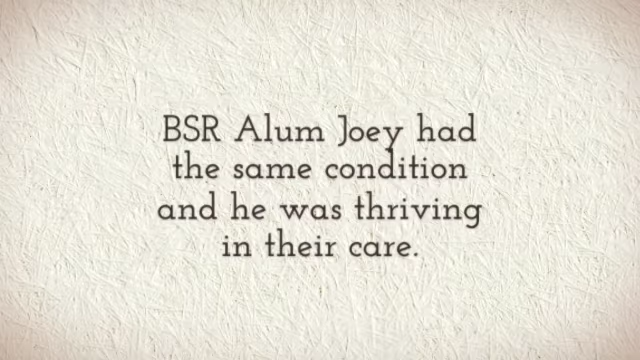 BSR Alum Joey had
the same condition
and he was thriving
in their care.